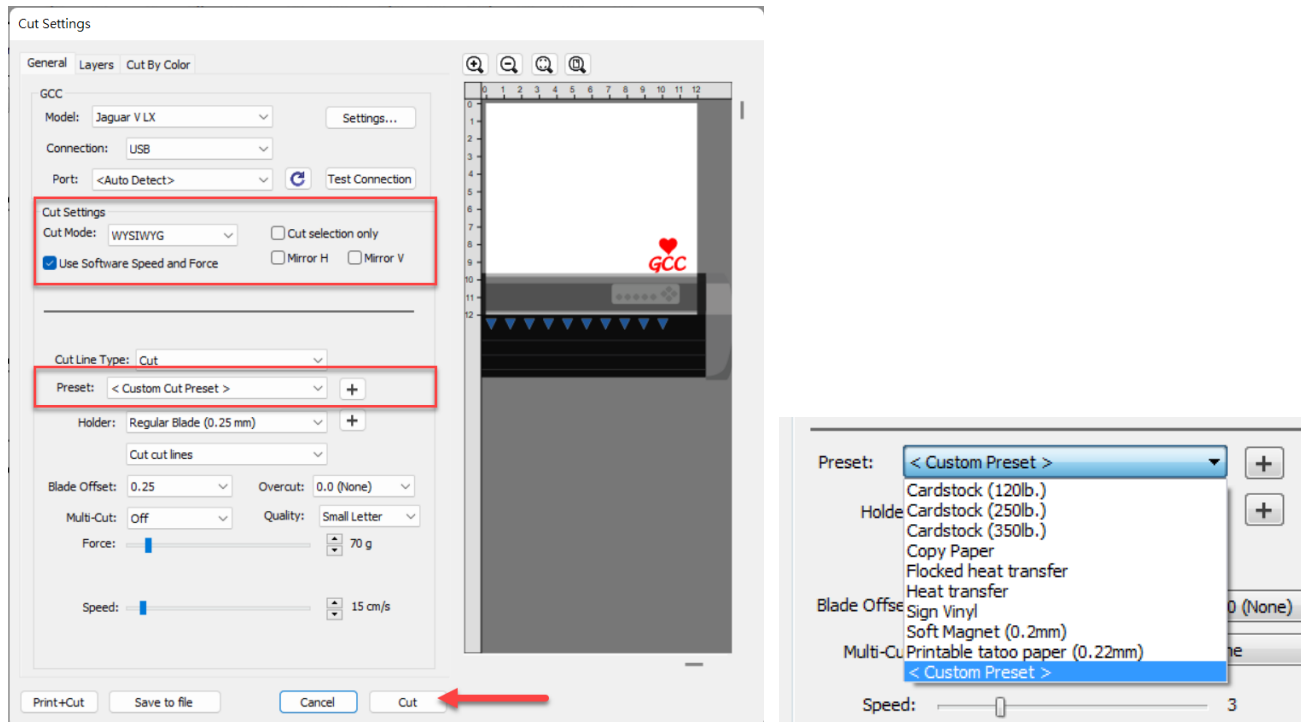 Cut Settings
General Layers Cut By Color
GCC
Model: Jaguar V LX Settings...
Connection: USB
Port: <Auto Detect> Test Connection
Cut Settings
Cut Mode: WYSIWYG Cut selection only
Use Software Speed and Force Mirror H Mirror V
Cut Line Type: Cut
Preset: < Custom Cut Preset > +
Holder: Regular Blade (0.25 mm) +
Cut cut lines
Blade Offset: 0.25 Overcut: 0.0 (None)
Multi-Cut: Off Quality: Small Letter
Force: 70 g
Speed: 15 cm/s
Print+Cut Save to file Cancel Cut
0 1 2 3 4 5 6 7 8 9 10 11 12
0
1
2
3
4
5
6
7
8
9
10
11
12
GCC
Preset: < Custom Preset > +
Cardstock (120lb.)
Holde Cardstock (250lb.) +
Cardstock (350lb.)
Copy Paper
Flocked heat transfer
Heat transfer
Blade Offse Sign Vinyl 0 (None)
Soft Magnet (0.2mm)
Multi-Cu Printable tatoo paper (0.22mm) ne
< Custom Preset >
Speed: 3